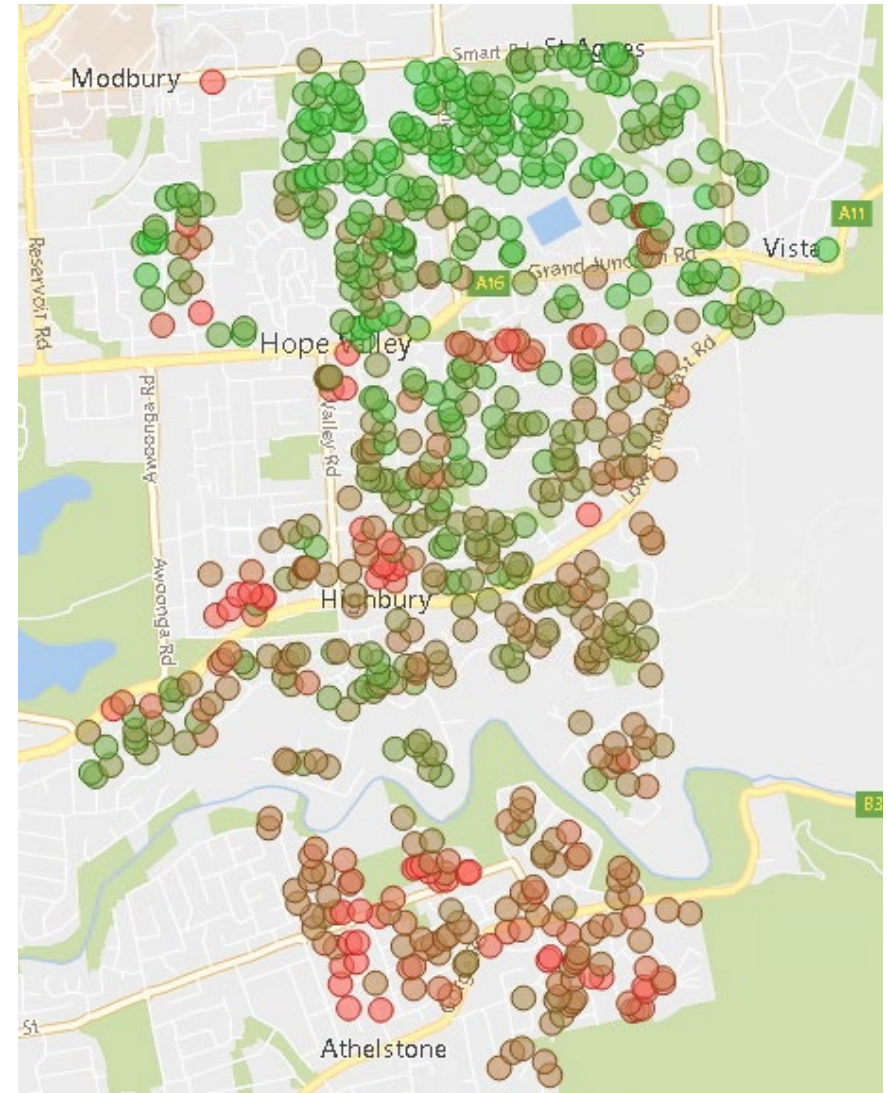 Smart Rd
St Agnes
Modbury
A11
Reservoir Rd
Vista
Grand Junction Rd
A16
Hope Valley
Lower North East Rd
Awoonga Rd
Valley Rd
Awoonga Rd
Highbury
B3
St
Athelstone